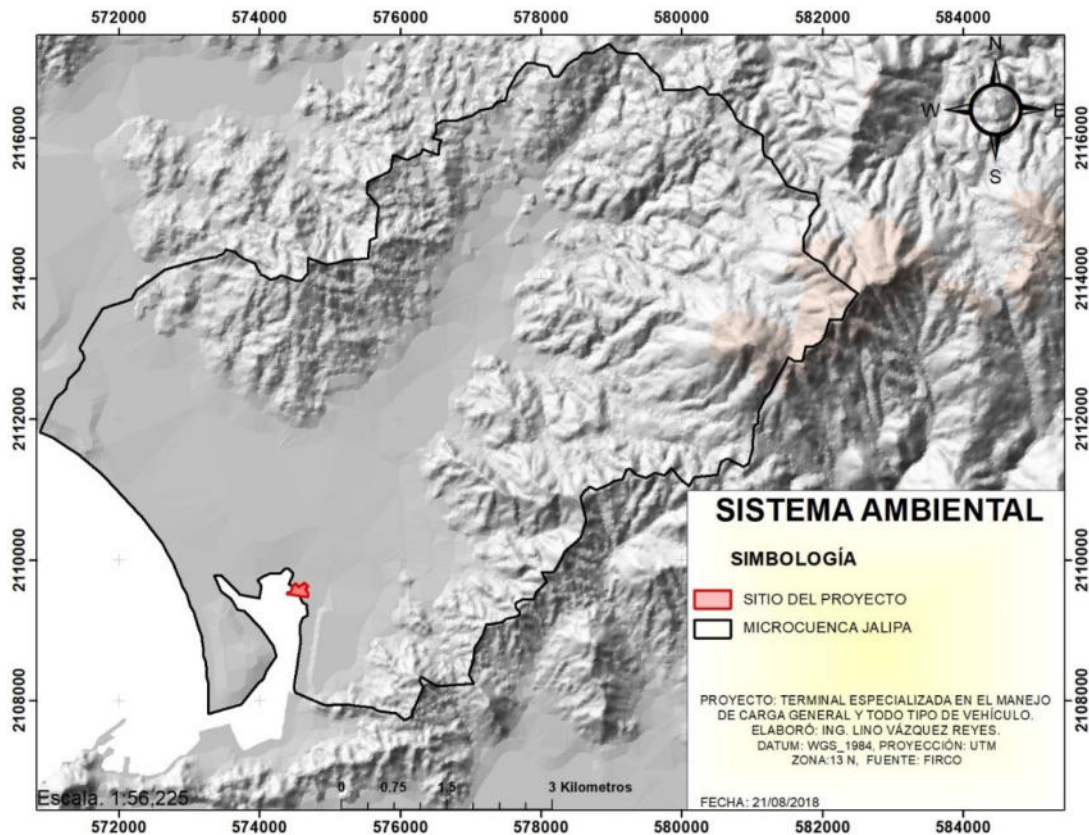 572000 574000 576000 578000 580000 582000 584000
N
W E
S
2116000 2116000
2114000 2114000
2112000 2112000
2110000 2110000
2108000 2108000
SISTEMA AMBIENTAL
SIMBOLOGÍA
SITIO DEL PROYECTO
MICROCUENCA JALIPA
PROYECTO: TERMINAL ESPECIALIZADA EN EL MANEJO
DE CARGA GENERAL Y TODO TIPO DE VEHÍCULO.
ELABORÓ: ING. LINO VÁZQUEZ REYES.
DATUM: WGS_1984, PROYECCIÓN: UTM
ZONA:13 N, FUENTE: FIRCO
FECHA: 21/08/2018
0 0.75 1.5 3 Kilometros
Escala. 1:56,225
572000 574000 576000 578000 580000 582000 584000